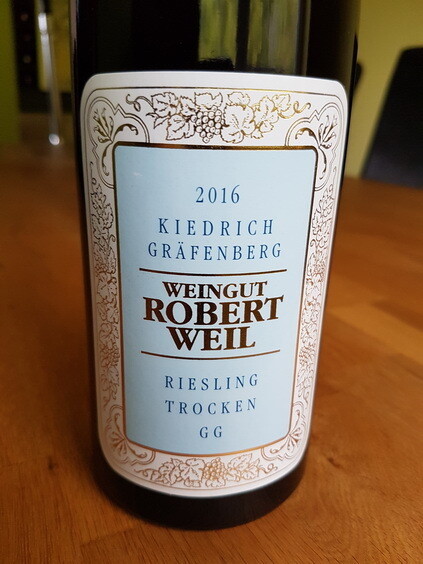 2016
KIEDRICH
GRÄFENBERG
WEINGUT
ROBERT
WEIL
RIESLING
TROCKEN
GG